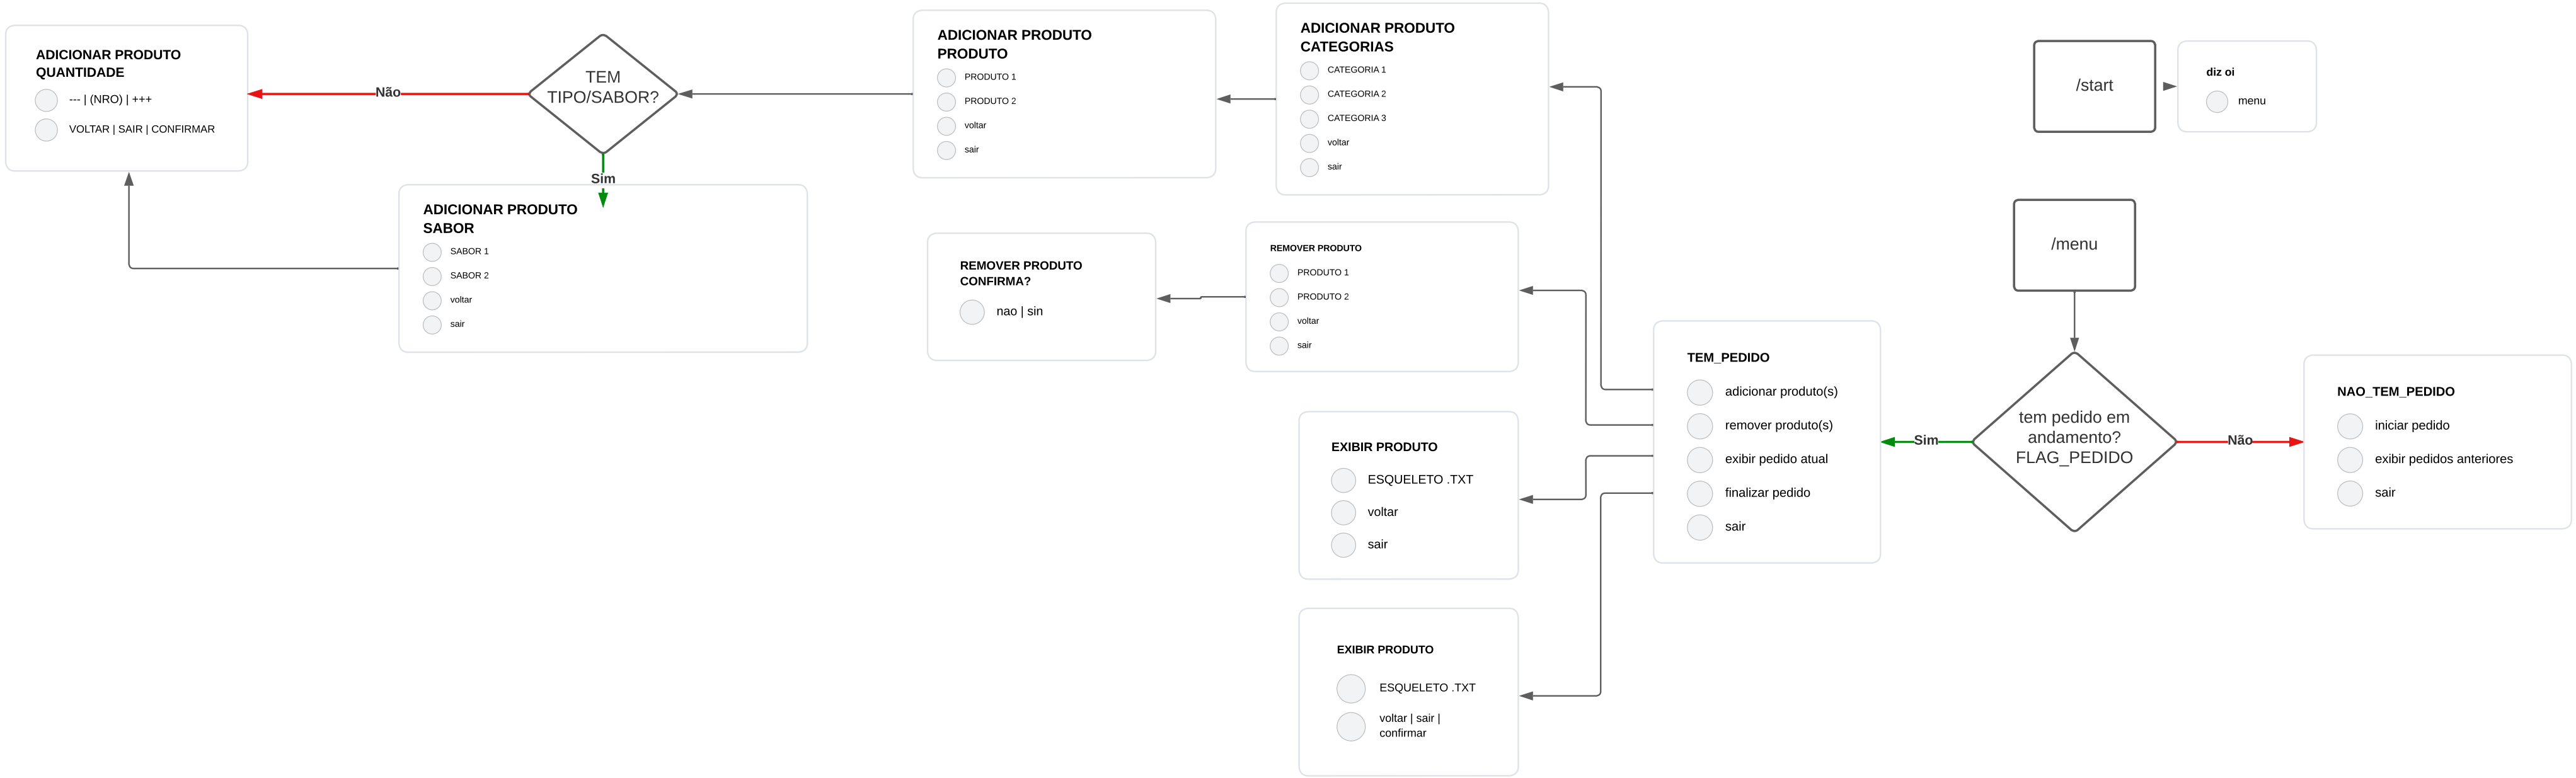 ADICIONAR PRODUTO
QUANTIDADE
--- | (NRO) | +++
VOLTAR | SAIR | CONFIRMAR
Não
TEM
TIPO/SABOR?
Sim
ADICIONAR PRODUTO
SABOR
SABOR 1
SABOR 2
voltar
sair
ADICIONAR PRODUTO
PRODUTO
PRODUTO 1
PRODUTO 2
voltar
sair
ADICIONAR PRODUTO
CATEGORIAS
CATEGORIA 1
CATEGORIA 2
CATEGORIA 3
voltar
sair
REMOVER PRODUTO
CONFIRMA?
nao | sin
REMOVER PRODUTO
PRODUTO 1
PRODUTO 2
voltar
sair
EXIBIR PRODUTO
ESQUELETO .TXT
voltar
sair
EXIBIR PRODUTO
ESQUELETO .TXT
voltar | sair |
confirmar
TEM_PEDIDO
adicionar produto(s)
remover produto(s)
exibir pedido atual
finalizar pedido
sair
/start
diz oi
menu
/menu
Sim
tem pedido em
andamento?
FLAG_PEDIDO
Não
NAO_TEM_PEDIDO
iniciar pedido
exibir pedidos anteriores
sair